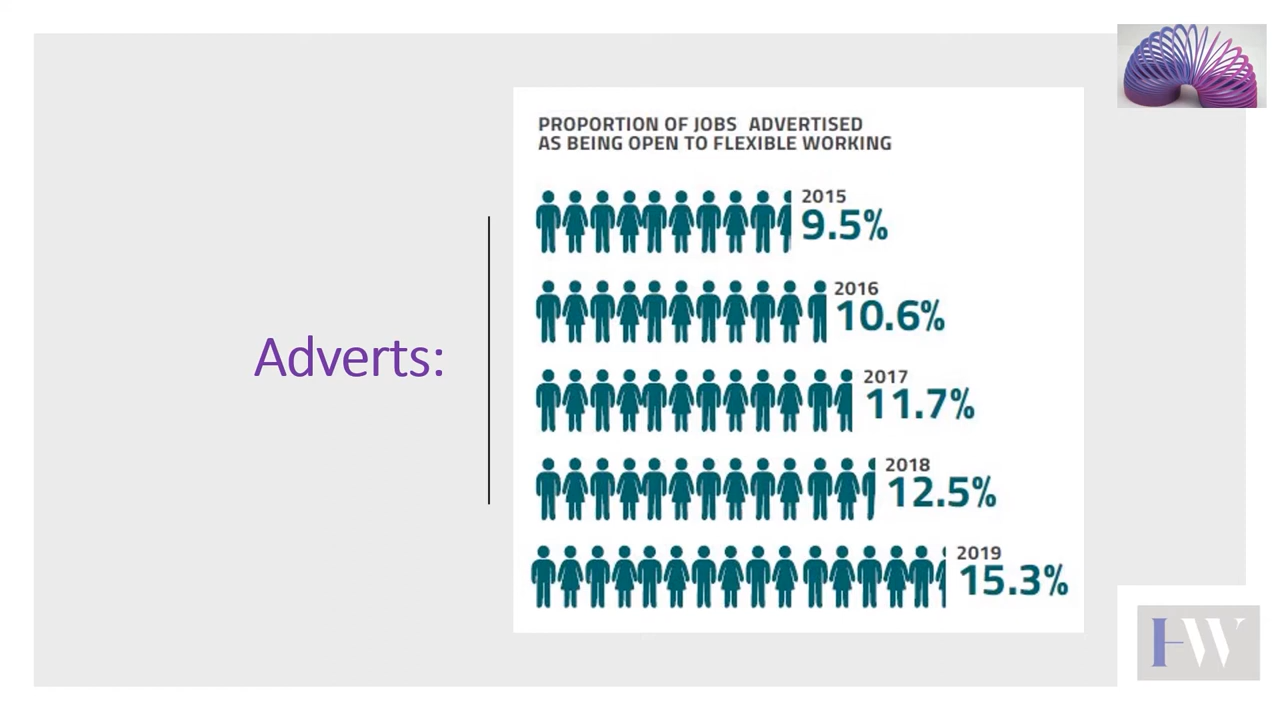 PROPORTION OF JOBS ADVERTISED
AS BEING OPEN TO FLEXIBLE WORKING
2015
9.5%
2016
10.6%
Adverts:
2017
11.7%
2018
12.5%
2019
15.3%
HW